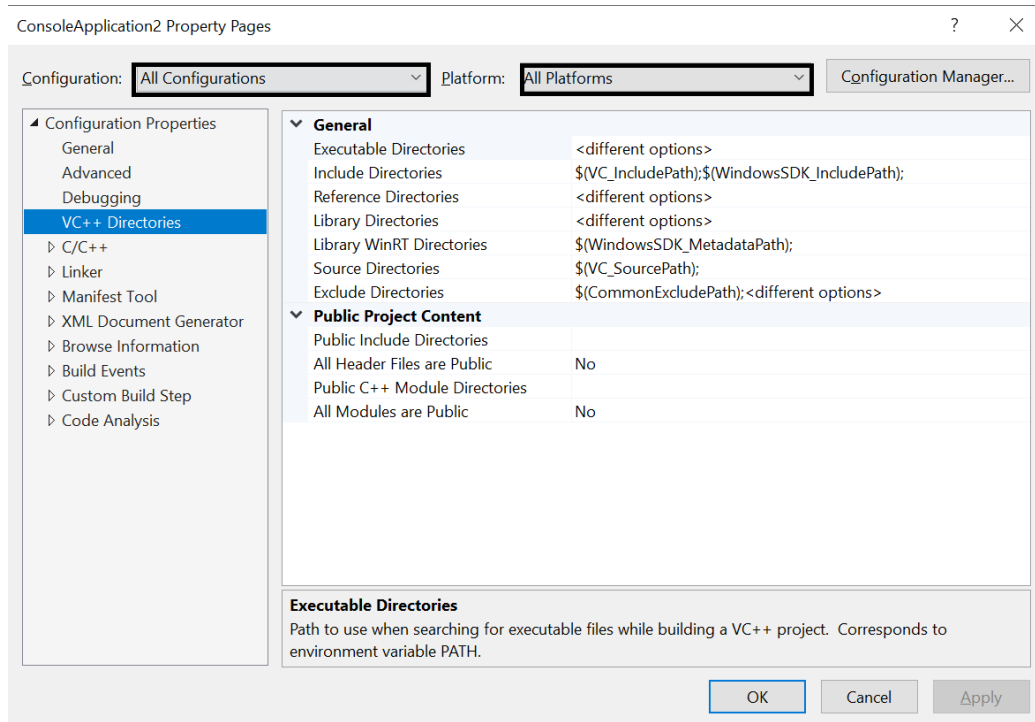 ConsoleApplication2 Property Pages ?
Configuration: All Configurations Platform: All Platforms Configuration Manager...
Configuration Properties
General
Advanced
Debugging
VC++ Directories
C/C++
Linker
Manifest Tool
XML Document Generator
Browse Information
Build Events
Custom Build Step
Code Analysis
General
Executable Directories <different options>
Include Directories $(VC_IncludePath);$(WindowsSDK_IncludePath);
Reference Directories <different options>
Library Directories <different options>
Library WinRT Directories $(WindowsSDK_MetadataPath);
Source Directories $(VC_SourcePath);
Exclude Directories $(CommonExcludePath);<different options>
Public Project Content
Public Include Directories
All Header Files are Public No
Public C++ Module Directories
All Modules are Public No
Executable Directories
Path to use when searching for executable files while building a VC++ project. Corresponds to
environment variable PATH.
OK Cancel Apply